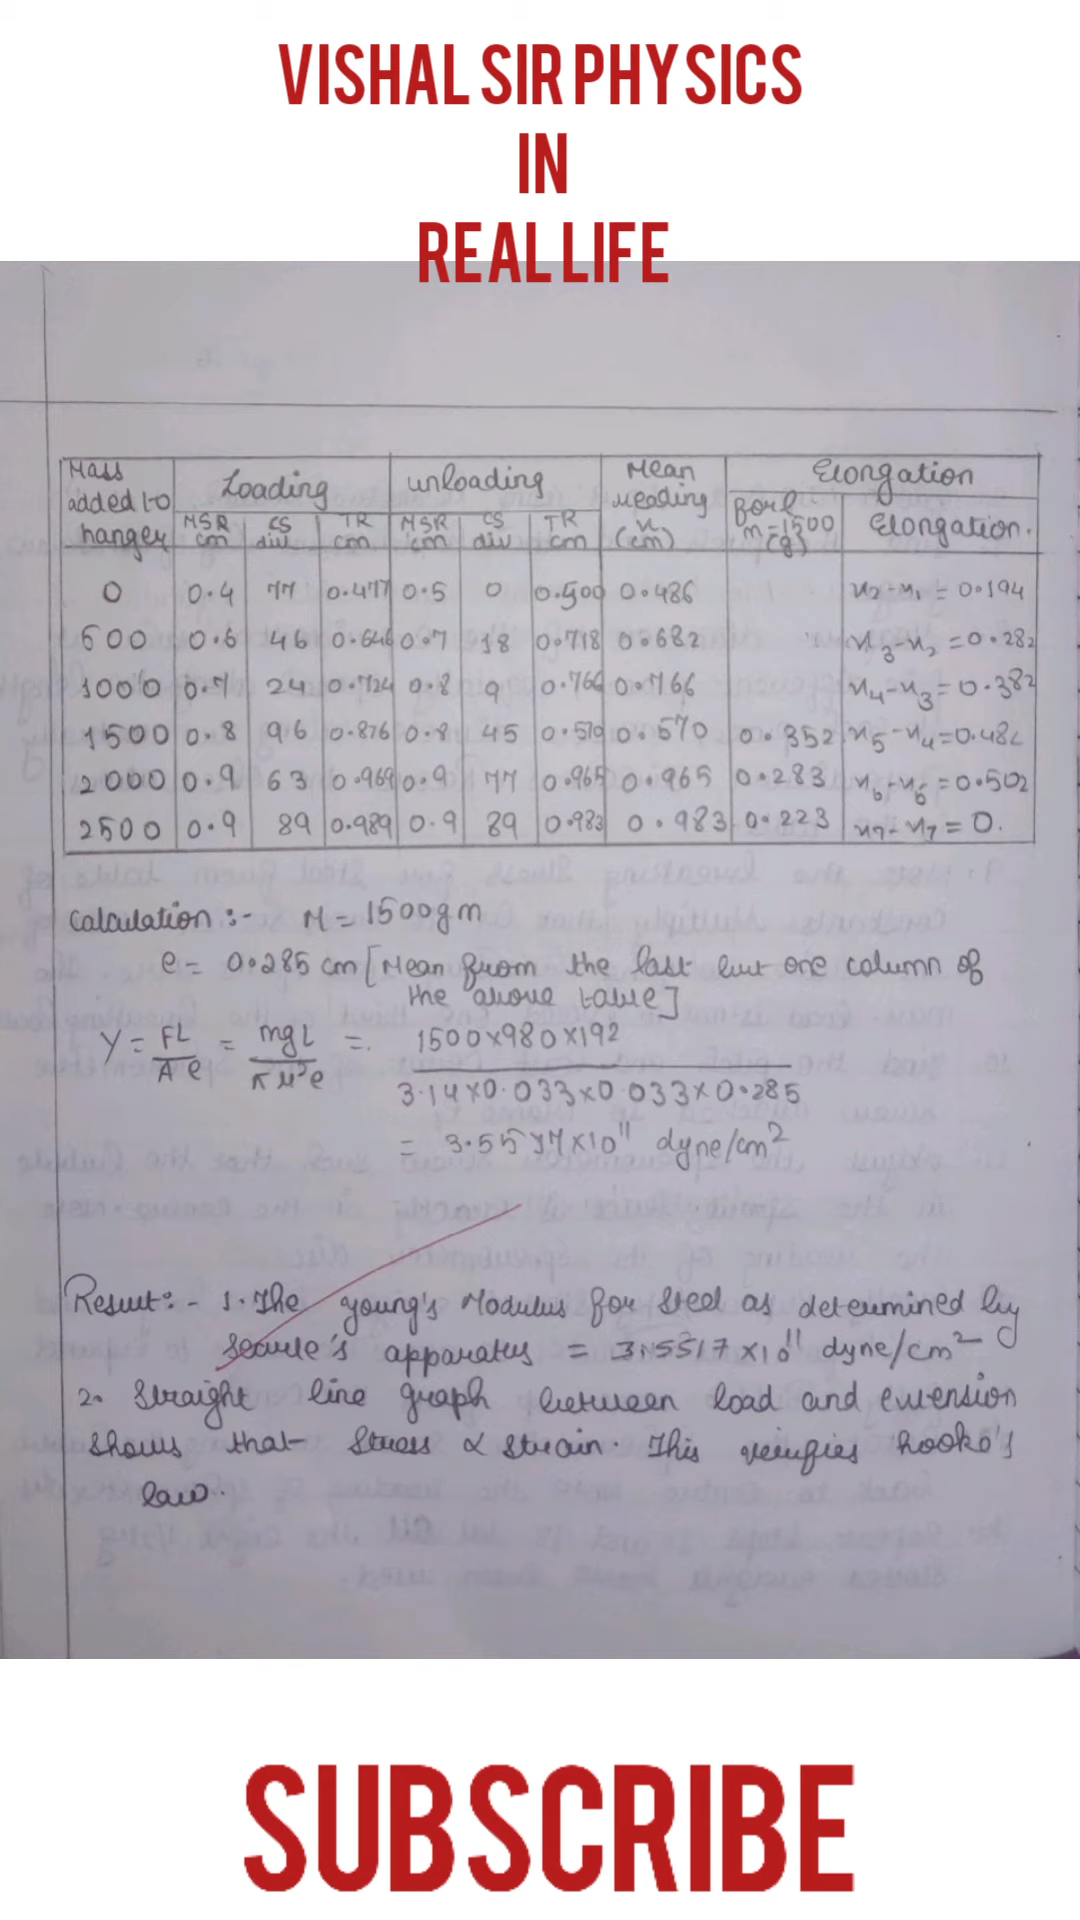 VISHAL SIR PHYSICS
IN
REAL LIFE
Mass added to hanger | Loading | unloading | Mean reading x (cm) | Elongation
MSR cm | CS div | TR cm | MSR cm | CS div | TR cm | For l m=1500 (g) | Elongation.
0 0.4 77 0.477 0.5 0 0.500 0.486 x2-x1 = 0.194
500 0.6 46 0.646 0.7 18 0.718 0.682 x3-x2 = 0.282
1000 0.7 24 0.724 0.8 9 0.766 0.766 x4-x3 = 0.382
1500 0.8 96 0.876 0.8 45 0.570 0.570 0.352 x5-x4=0.482
2000 0.9 63 0.969 0.9 77 0.965 0.965 0.283 x6-x6 = 0.502
2500 0.9 89 0.989 0.9 89 0.983 0.983 0.223 x7-x7 = 0.
Calculation :- M = 1500gm
e = 0.285 cm [Mean from the last but one column of
the above table]
Y = FL/Ae = mgL/πr²e = 1500×980×192
3.14×0.033×0.033×0.285
= 3.5517×10¹¹ dyne/cm²
Result:- 1. The young's Modulus for Steel as determined by
Searle's apparatus = 3.5517×10¹¹ dyne/cm²
2. Straight line graph between load and extension
shows that stress ∝ strain. This verifies hooke's
law.
SUBSCRIBE